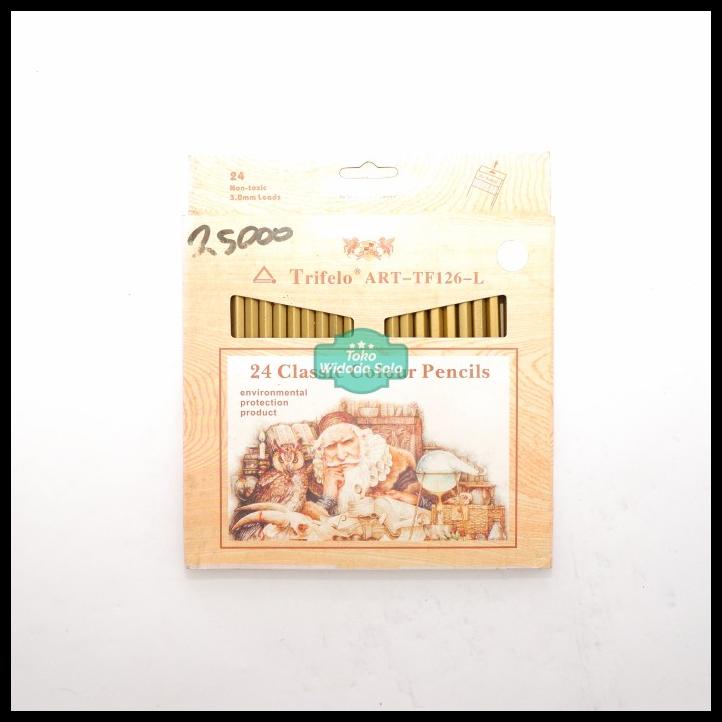 24
Non-toxic
3.0mm Leads
25000
Trifelo® ART-TF126-L
Toko
Widodo Solo
24 Classic Colour Pencils
environmental
protection
product